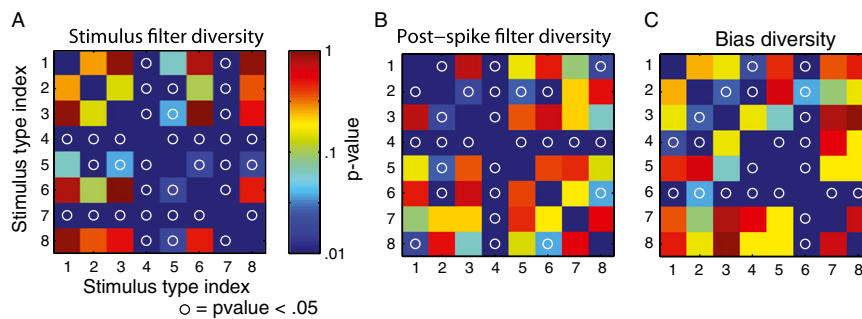 A
Stimulus filter diversity
Stimulus type index
1
2
3
4
5
6
7
8
1 2 3 4 5 6 7 8
Stimulus type index
○ = pvalue < .05
1
.1
.01
p-value
B
Post-spike filter diversity
1
2
3
4
5
6
7
8
1 2 3 4 5 6 7 8
C
Bias diversity
1
2
3
4
5
6
7
8
1 2 3 4 5 6 7 8